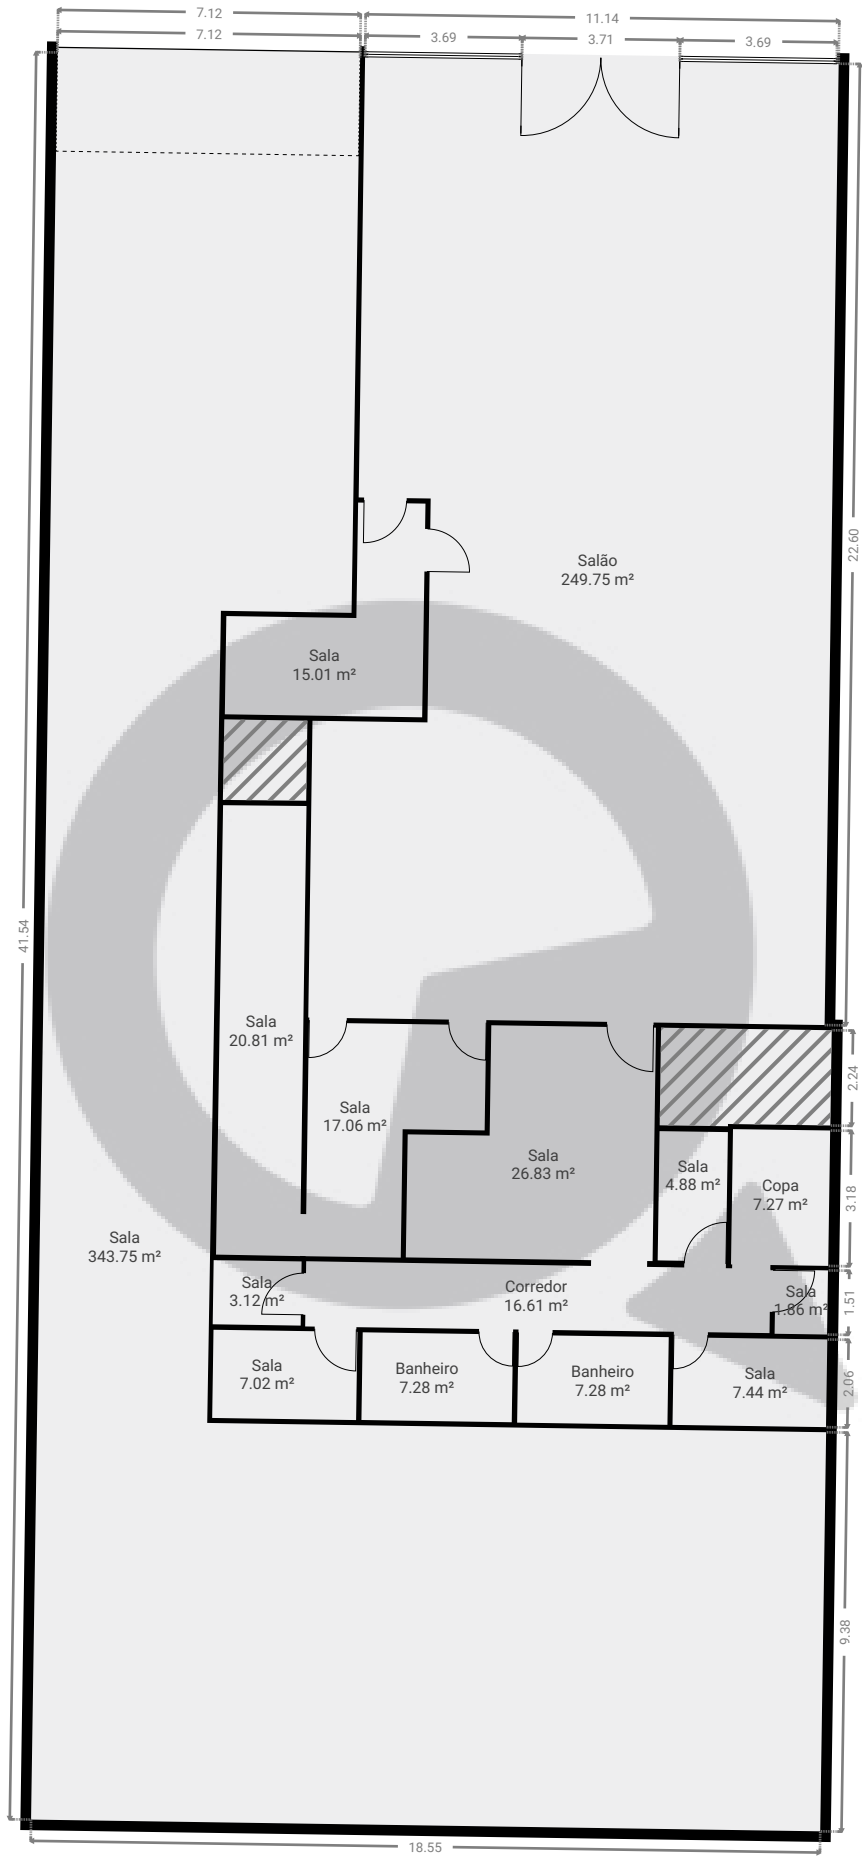 7.12
11.14
7.12
3.69
3.71
3.69
Salão
249.75 m²
22.60
Sala
15.01 m²
41.54
Sala
20.81 m²
Sala
17.06 m²
Sala
26.83 m²
2.24
Sala
4.88 m²
Copa
7.27 m²
3.18
Sala
343.75 m²
Sala
3.12 m²
Corredor
16.61 m²
Sala
1.86 m²
1.51
Sala
7.02 m²
Banheiro
7.28 m²
Banheiro
7.28 m²
Sala
7.44 m²
2.06
9.38
18.55